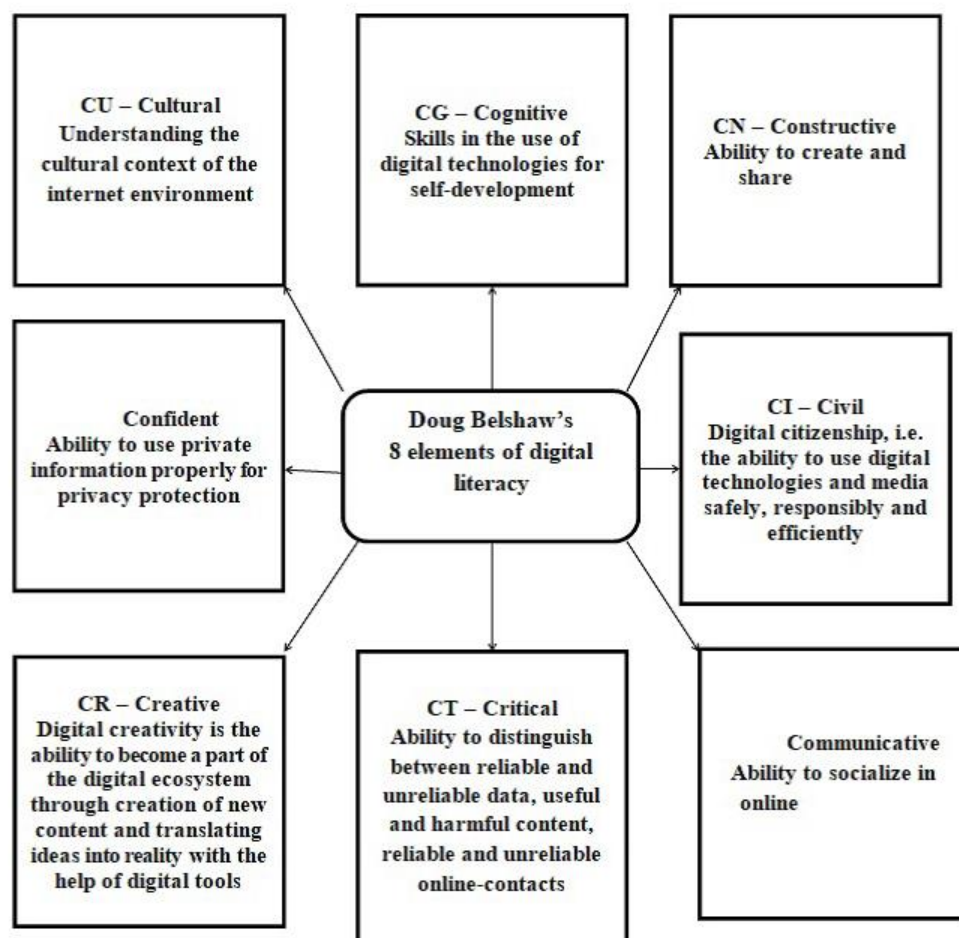 CU – Cultural
Understanding the
cultural context of the
internet environment
CG – Cognitive
Skills in the use of
digital technologies for
self-development
CN – Constructive
Ability to create and
share
Confident
Ability to use private
information properly for
privacy protection
Doug Belshaw’s
8 elements of digital
literacy
CI – Civil
Digital citizenship, i.e.
the ability to use digital
technologies and media
safely, responsibly and
efficiently
CR – Creative
Digital creativity is the
ability to become a part of
the digital ecosystem
through creation of new
content and translating
ideas into reality with the
help of digital tools
CT – Critical
Ability to distinguish
between reliable and
unreliable data, useful
and harmful content,
reliable and unreliable
online-contacts
Communicative
Ability to socialize in
online